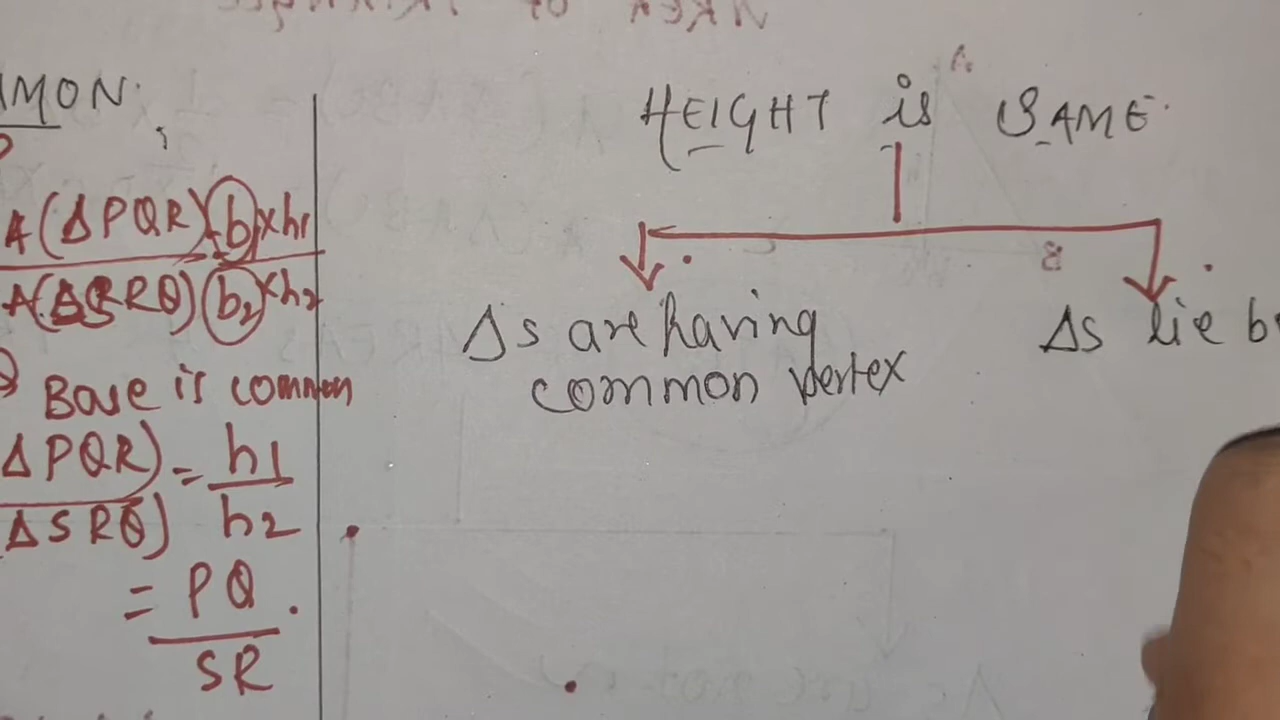 MMON.
A(ΔPQR) = b1×h1
A(ΔSRQ) b2×h2
Base is common
ΔPQR) = h1
ΔSRQ) h2
= PQ.
SR
HEIGHT is SAME.
Δs are having
common vertex
Δs lie b